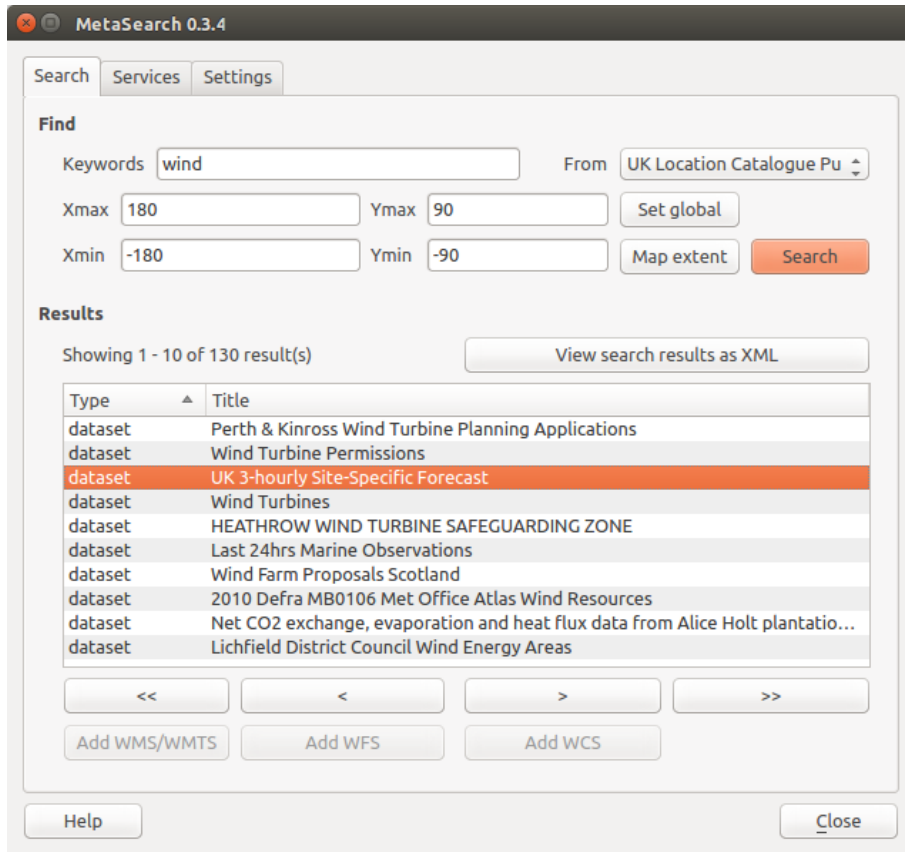 MetaSearch 0.3.4
Search Services Settings
Find
Keywords wind From UK Location Catalogue Pu
Xmax 180 Ymax 90 Set global
Xmin -180 Ymin -90 Map extent Search
Results
Showing 1 - 10 of 130 result(s) View search results as XML
Type Title
dataset Perth & Kinross Wind Turbine Planning Applications
dataset Wind Turbine Permissions
dataset UK 3-hourly Site-Specific Forecast
dataset Wind Turbines
dataset HEATHROW WIND TURBINE SAFEGUARDING ZONE
dataset Last 24hrs Marine Observations
dataset Wind Farm Proposals Scotland
dataset 2010 Defra MB0106 Met Office Atlas Wind Resources
dataset Net CO2 exchange, evaporation and heat flux data from Alice Holt plantatio...
dataset Lichfield District Council Wind Energy Areas
<< < > >>
Add WMS/WMTS Add WFS Add WCS
Help Close